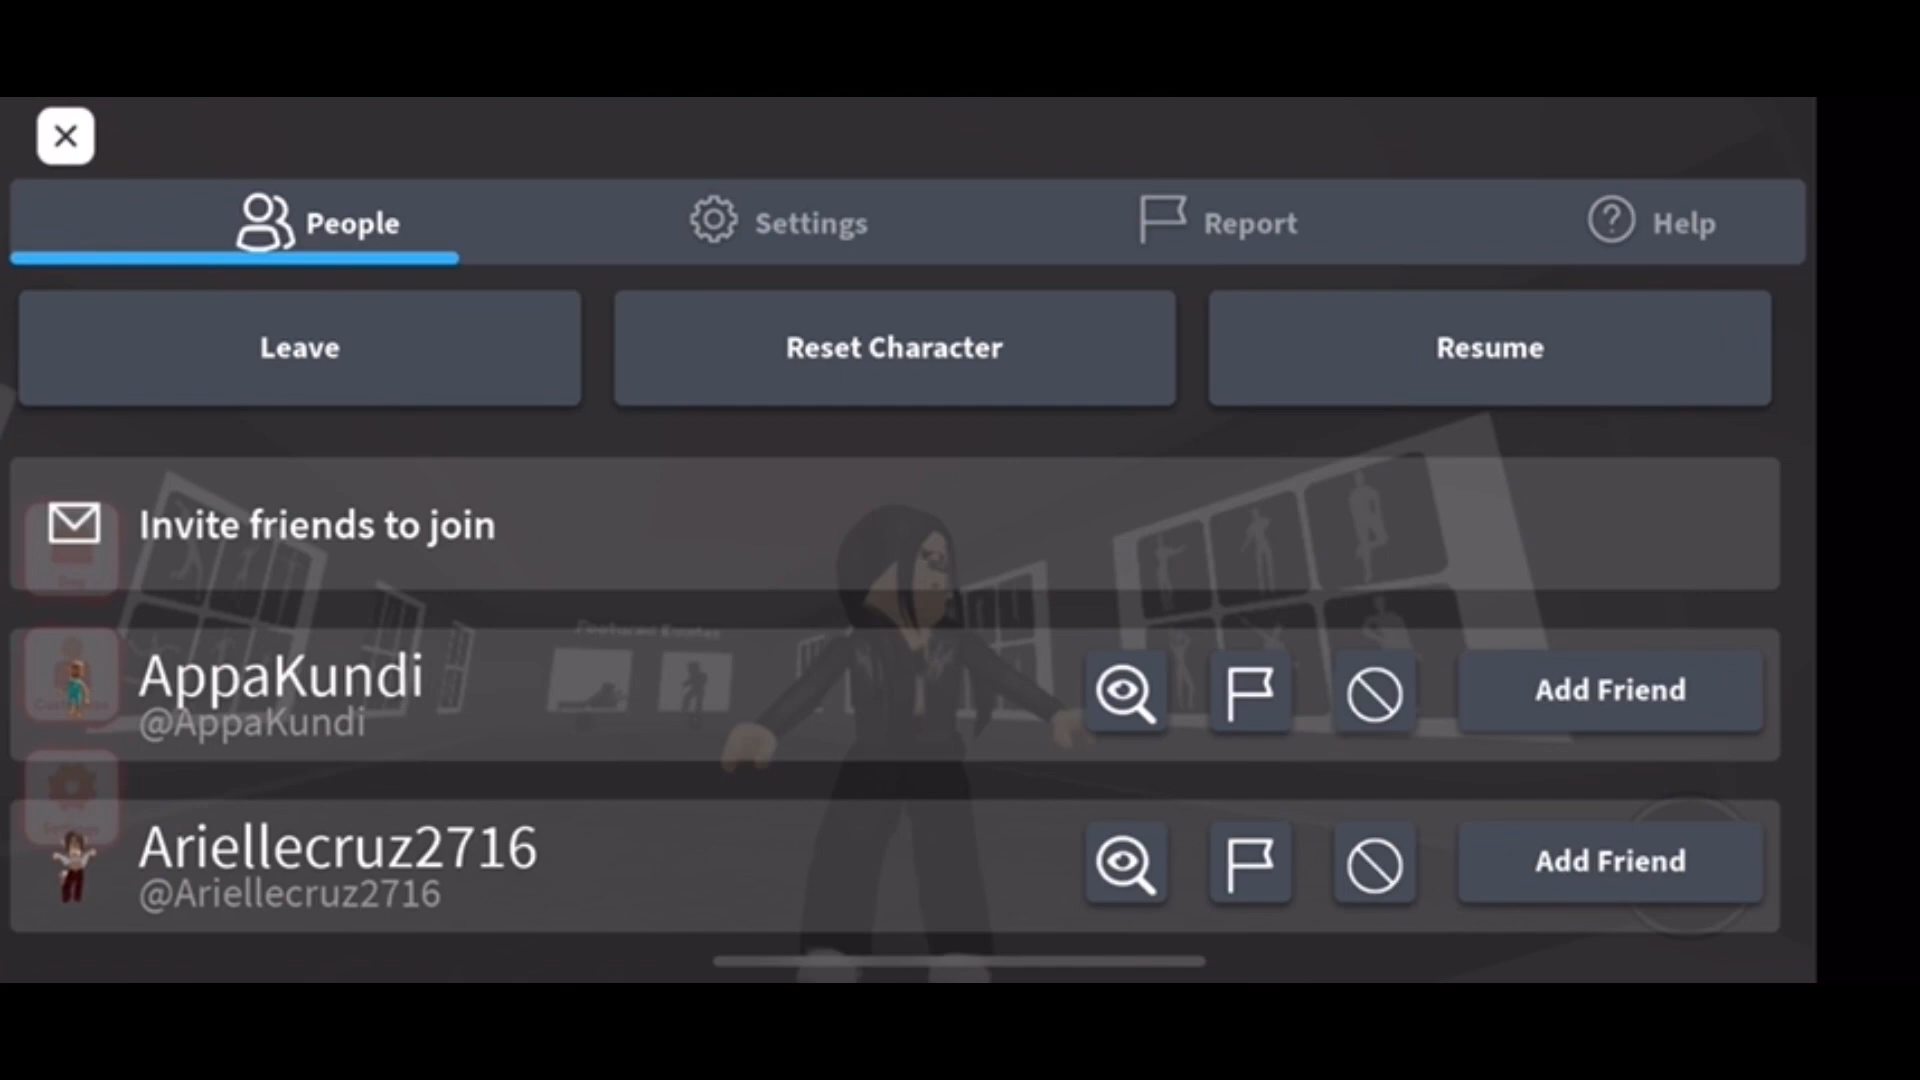 People
Settings
Report
Help
Leave
Reset Character
Resume
Invite friends to join
AppaKundi
@AppaKundi
Add Friend
Ariellecruz2716
@Ariellecruz2716
Add Friend